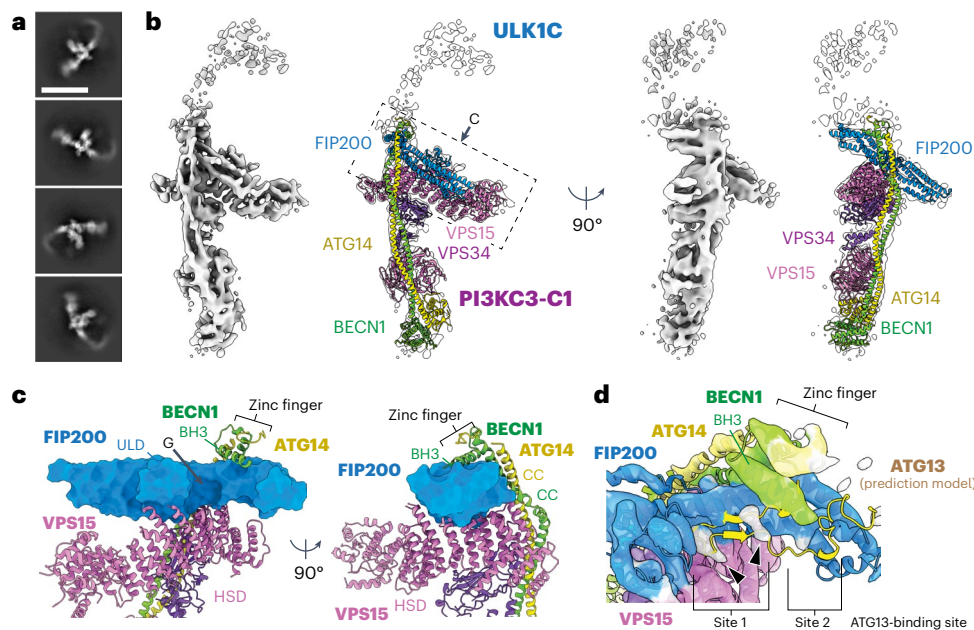 a
b
ULK1C
C
FIP200
FIP200
90°
VPS15
VPS34
VPS34
ATG14
VPS15
PI3KC3-C1
ATG14
BECN1
BECN1
c
BECN1
Zinc finger
BH3
ATG14
FIP200
ULD
G
VPS15
HSD
90°
Zinc finger
BECN1
BH3
ATG14
FIP200
CC
CC
VPS15
HSD
d
BECN1
Zinc finger
BH3
ATG14
FIP200
ATG13
(prediction model)
VPS15
Site 1
Site 2
ATG13-binding site